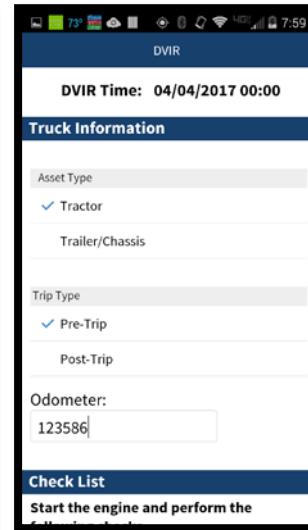 73° 4G 7:59
DVIR
DVIR Time: 04/04/2017 00:00
Truck Information
Asset Type
Tractor
Trailer/Chassis
Trip Type
Pre-Trip
Post-Trip
Odometer:
123586
Check List
Start the engine and perform the